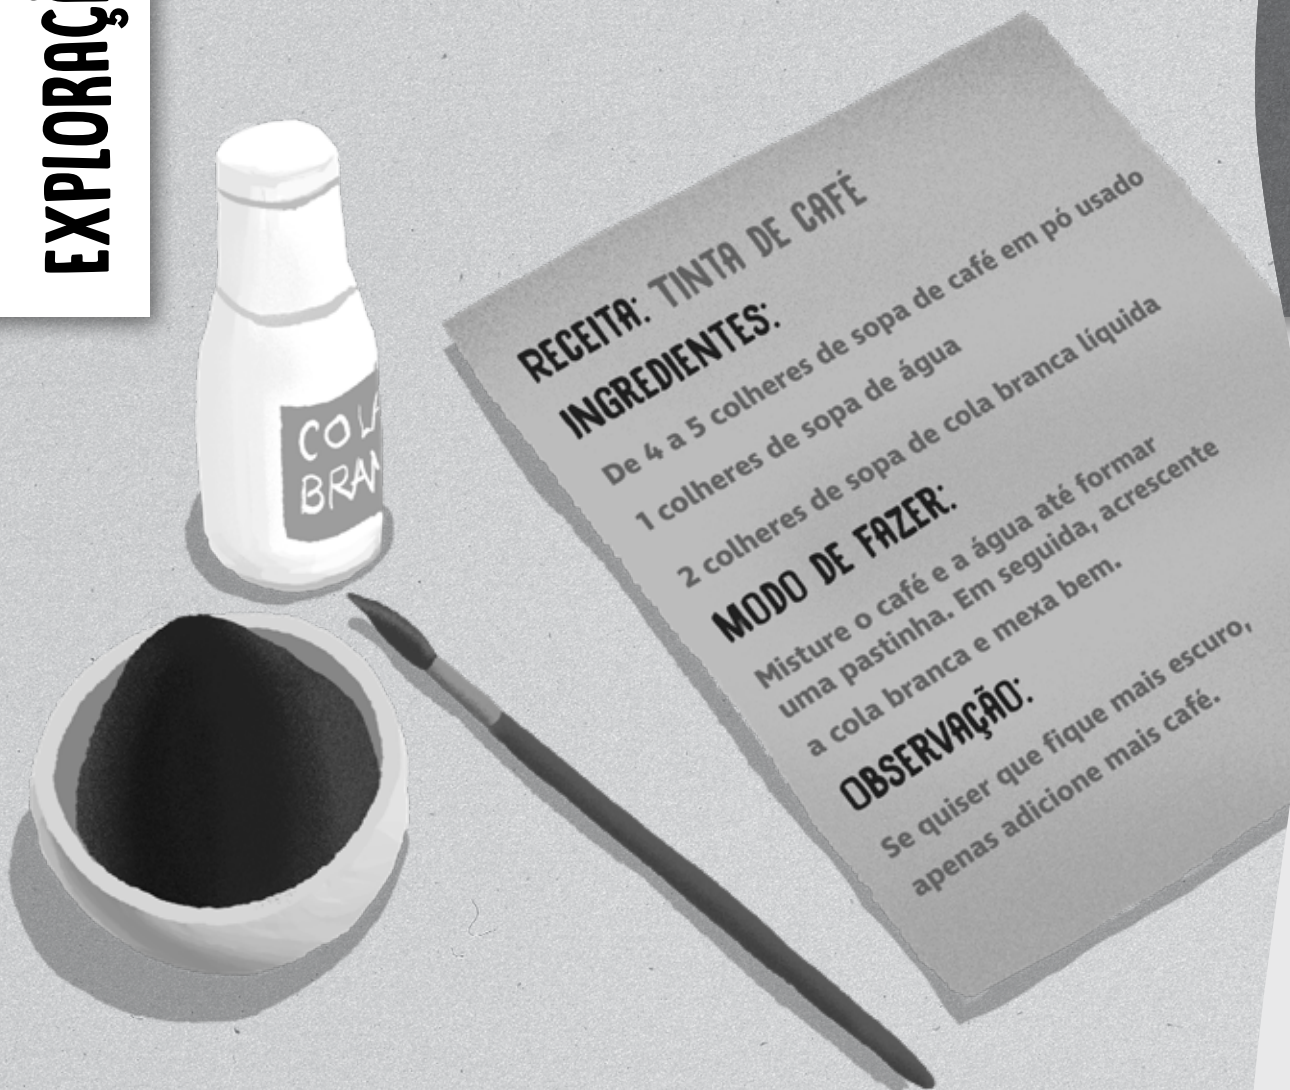 EXPLORAÇ
COLA
BRAN
RECEITA: TINTA DE CAFÉ
INGREDIENTES:
De 4 a 5 colheres de sopa de café em pó usado
1 colheres de sopa de água
2 colheres de sopa de cola branca líquida
MODO DE FAZER:
Misture o café e a água até formar
uma pastinha. Em seguida, acrescente
a cola branca e mexa bem.
OBSERVAÇÃO:
Se quiser que fique mais escuro,
apenas adicione mais café.